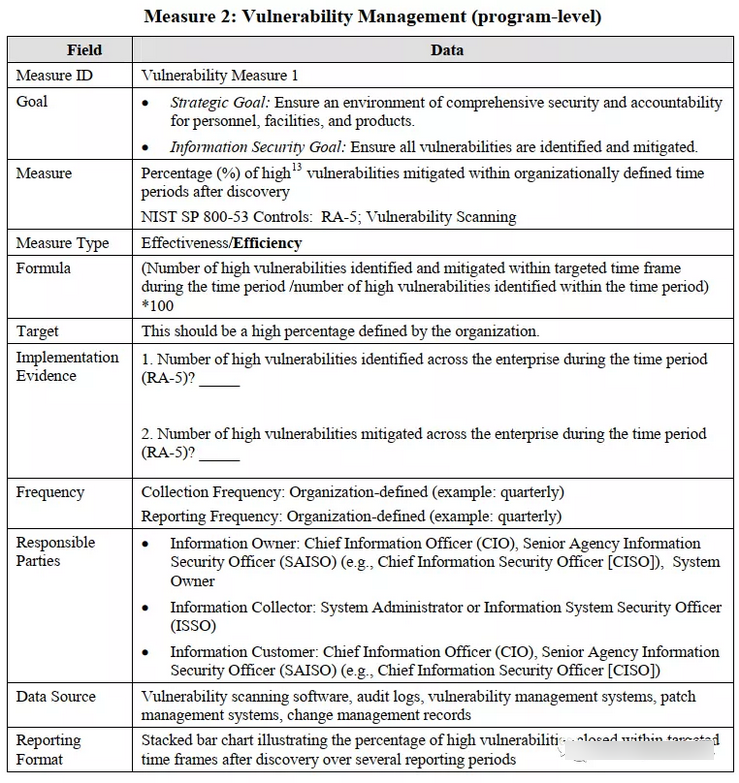 Measure 2: Vulnerability Management (program-level)
Field Data
Measure ID Vulnerability Measure 1
Goal • Strategic Goal: Ensure an environment of comprehensive security and accountability
for personnel, facilities, and products.
• Information Security Goal: Ensure all vulnerabilities are identified and mitigated.
Measure Percentage (%) of high13 vulnerabilities mitigated within organizationally defined time
periods after discovery
NIST SP 800-53 Controls: RA-5; Vulnerability Scanning
Measure Type Effectiveness/Efficiency
Formula (Number of high vulnerabilities identified and mitigated within targeted time frame
during the time period /number of high vulnerabilities identified within the time period)
*100
Target This should be a high percentage defined by the organization.
Implementation 1. Number of high vulnerabilities identified across the enterprise during the time period
Evidence (RA-5)? _____
2. Number of high vulnerabilities mitigated across the enterprise during the time period
(RA-5)? _____
Frequency Collection Frequency: Organization-defined (example: quarterly)
Reporting Frequency: Organization-defined (example: quarterly)
Responsible • Information Owner: Chief Information Officer (CIO), Senior Agency Information
Parties Security Officer (SAISO) (e.g., Chief Information Security Officer [CISO]), System
Owner
• Information Collector: System Administrator or Information System Security Officer
(ISSO)
• Information Customer: Chief Information Officer (CIO), Senior Agency Information
Security Officer (SAISO) (e.g., Chief Information Security Officer [CISO])
Data Source Vulnerability scanning software, audit logs, vulnerability management systems, patch
management systems, change management records
Reporting Stacked bar chart illustrating the percentage of high closed within targeted
Format time frames after discovery over several reporting periods